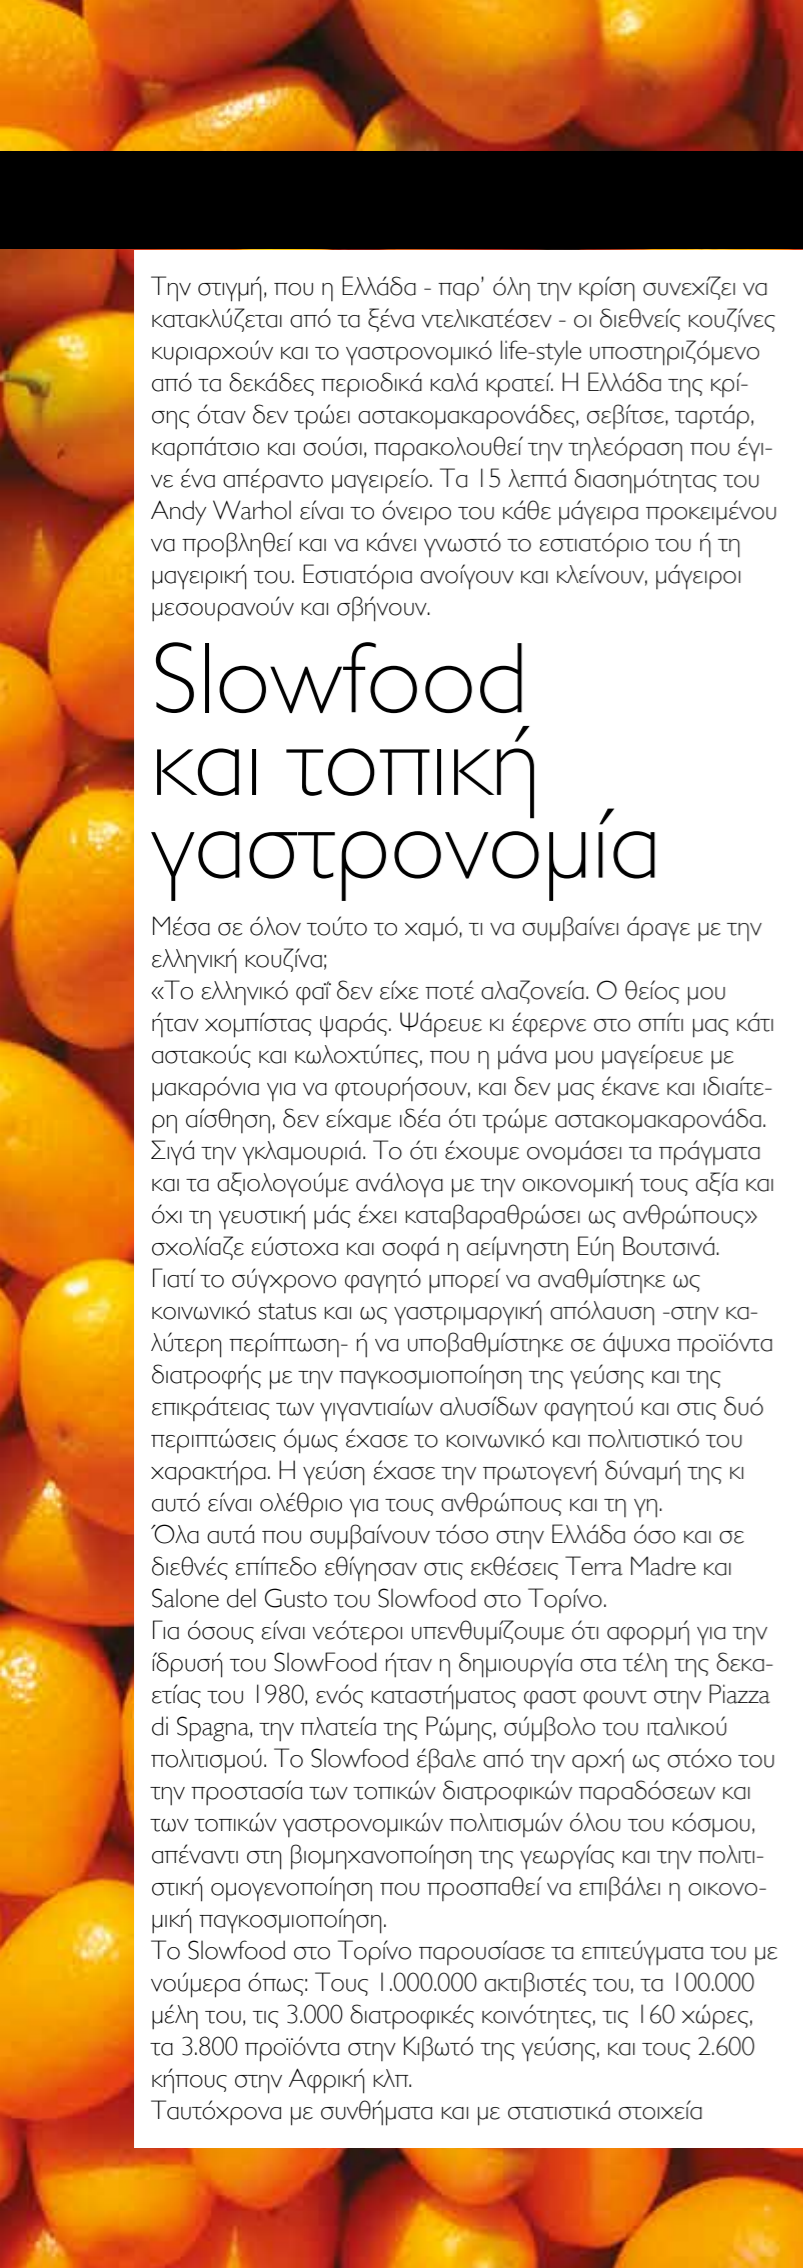 Την στιγμή, που η Ελλάδα - παρ’ όλη την κρίση συνεχίζει να
κατακλύζεται από τα ξένα ντελικατέσεν - οι διεθνείς κουζίνες
κυριαρχούν και το γαστρονομικό life-style υποστηριζόμενο
από τα δεκάδες περιοδικά καλά κρατεί. Η Ελλάδα της κρί-
σης όταν δεν τρώει αστακομακαρονάδες, σεβίτσε, ταρτάρ,
καρπάτσιο και σούσι, παρακολουθεί την τηλεόραση που έγι-
νε ένα απέραντο μαγειρείο. Τα 15 λεπτά διασημότητας του
Andy Warhol είναι το όνειρο του κάθε μάγειρα προκειμένου
να προβληθεί και να κάνει γνωστό το εστιατόριο του ή τη
μαγειρική του. Εστιατόρια ανοίγουν και κλείνουν, μάγειροι
μεσουρανούν και σβήνουν.
Slowfood
και τοπική
γαστρονομία
Μέσα σε όλον τούτο το χαμό, τι να συμβαίνει άραγε με την
ελληνική κουζίνα;
«Το ελληνικό φαΐ δεν είχε ποτέ αλαζονεία. Ο θείος μου
ήταν χομπίστας ψαράς. Ψάρευε κι έφερνε στο σπίτι μας κάτι
αστακούς και κωλοχτύπες, που η μάνα μου μαγείρευε με
μακαρόνια για να φτουρήσουν, και δεν μας έκανε και ιδιαίτε-
ρη αίσθηση, δεν είχαμε ιδέα ότι τρώμε αστακομακαρονάδα.
Σιγά την γκλαμουριά. Το ότι έχουμε ονομάσει τα πράγματα
και τα αξιολογούμε ανάλογα με την οικονομική τους αξία και
όχι τη γευστική μάς έχει καταβαραθρώσει ως ανθρώπους»
σχολίαζε εύστοχα και σοφά η αείμνηστη Εύη Βουτσινά.
Γιατί το σύγχρονο φαγητό μπορεί να αναθμίστηκε ως
κοινωνικό status και ως γαστριμαργική απόλαυση -στην κα-
λύτερη περίπτωση- ή να υποβαθμίστηκε σε άψυχα προϊόντα
διατροφής με την παγκοσμιοποίηση της γεύσης και της
επικράτειας των γιγαντιαίων αλυσίδων φαγητού και στις δυό
περιπτώσεις όμως έχασε το κοινωνικό και πολιτιστικό του
χαρακτήρα. Η γεύση έχασε την πρωτογενή δύναμή της κι
αυτό είναι ολέθριο για τους ανθρώπους και τη γη.
Όλα αυτά που συμβαίνουν τόσο στην Ελλάδα όσο και σε
διεθνές επίπεδο εθίγησαν στις εκθέσεις Terra Madre και
Salone del Gusto του Slowfood στο Τορίνο.
Για όσους είναι νεότεροι υπενθυμίζουμε ότι αφορμή για την
ίδρυσή του SlowFood ήταν η δημιουργία στα τέλη της δεκα-
ετίας του 1980, ενός καταστήματος φαστ φουντ στην Piazza
di Spagna, την πλατεία της Ρώμης, σύμβολο του ιταλικού
πολιτισμού. Το Slowfood έβαλε από την αρχή ως στόχο του
την προστασία των τοπικών διατροφικών παραδόσεων και
των τοπικών γαστρονομικών πολιτισμών όλου του κόσμου,
απέναντι στη βιομηχανοποίηση της γεωργίας και την πολιτι-
στική ομογενοποίηση που προσπαθεί να επιβάλει η οικονο-
μική παγκοσμιοποίηση.
Το Slowfood στο Τορίνο παρουσίασε τα επιτεύγματα του με
νούμερα όπως: Τους 1.000.000 ακτιβιστές του, τα 100.000
μέλη του, τις 3.000 διατροφικές κοινότητες, τις 160 χώρες,
τα 3.800 προϊόντα στην Κιβωτό της γεύσης, και τους 2.600
κήπους στην Αφρική κλπ.
Ταυτόχρονα με συνθήματα και με στατιστικά στοιχεία